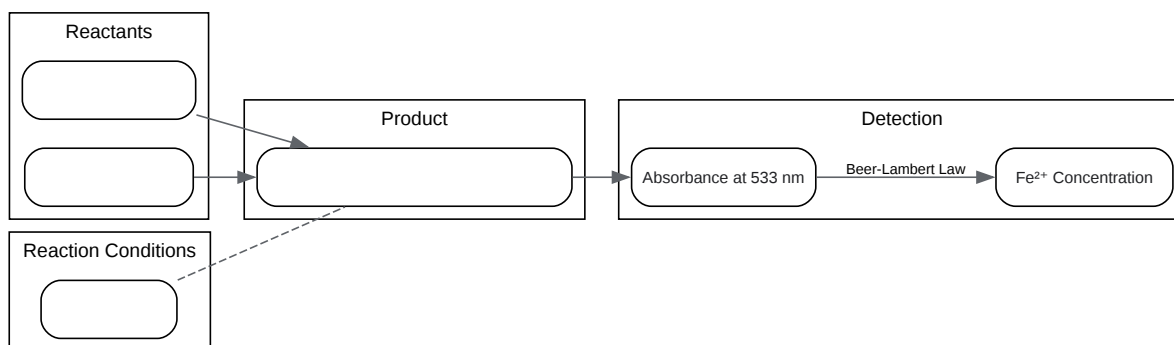 Reactants
Product
Detection
Absorbance at 533 nm
Beer-Lambert Law
Fe²⁺ Concentration
Reaction Conditions